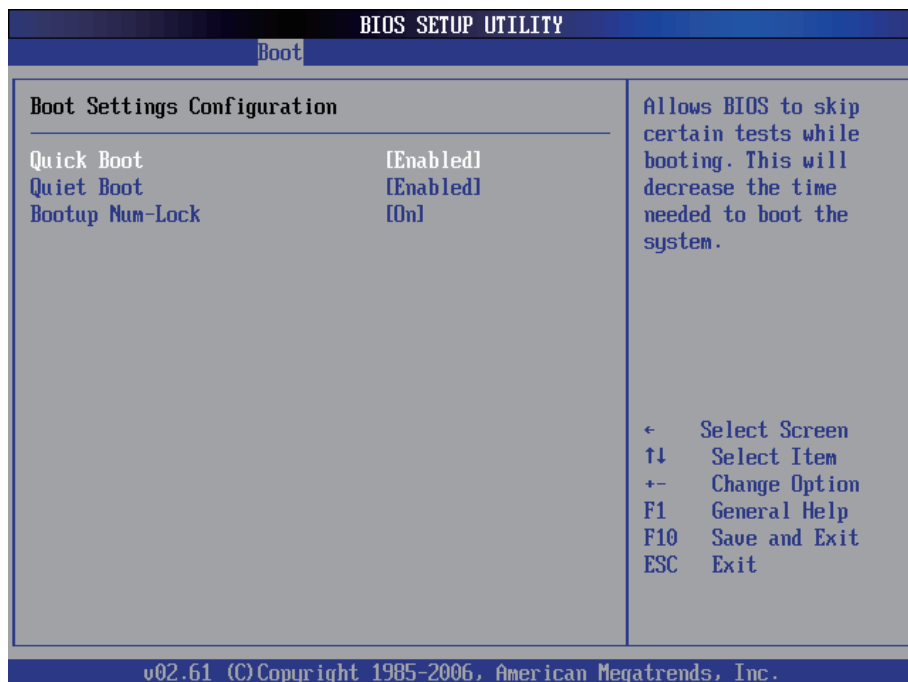 BIOS SETUP UTILITY
Boot
Boot Settings Configuration
Quick Boot [Enabled]
Quiet Boot [Enabled]
Bootup Num-Lock [On]
Allows BIOS to skip
certain tests while
booting. This will
decrease the time
needed to boot the
system.
← Select Screen
↑↓ Select Item
+- Change Option
F1 General Help
F10 Save and Exit
ESC Exit
v02.61 (C)Copyright 1985-2006, American Megatrends, Inc.